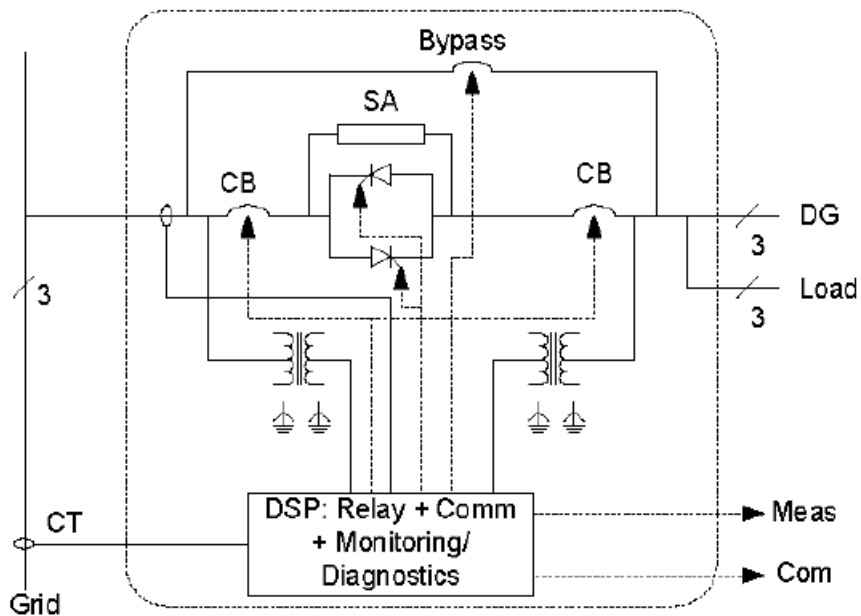 Bypass
SA
CB
CB
DG
3
3
Load
3
DSP: Relay + Comm
+ Monitoring/
Diagnostics
CT
Meas
Com
Grid